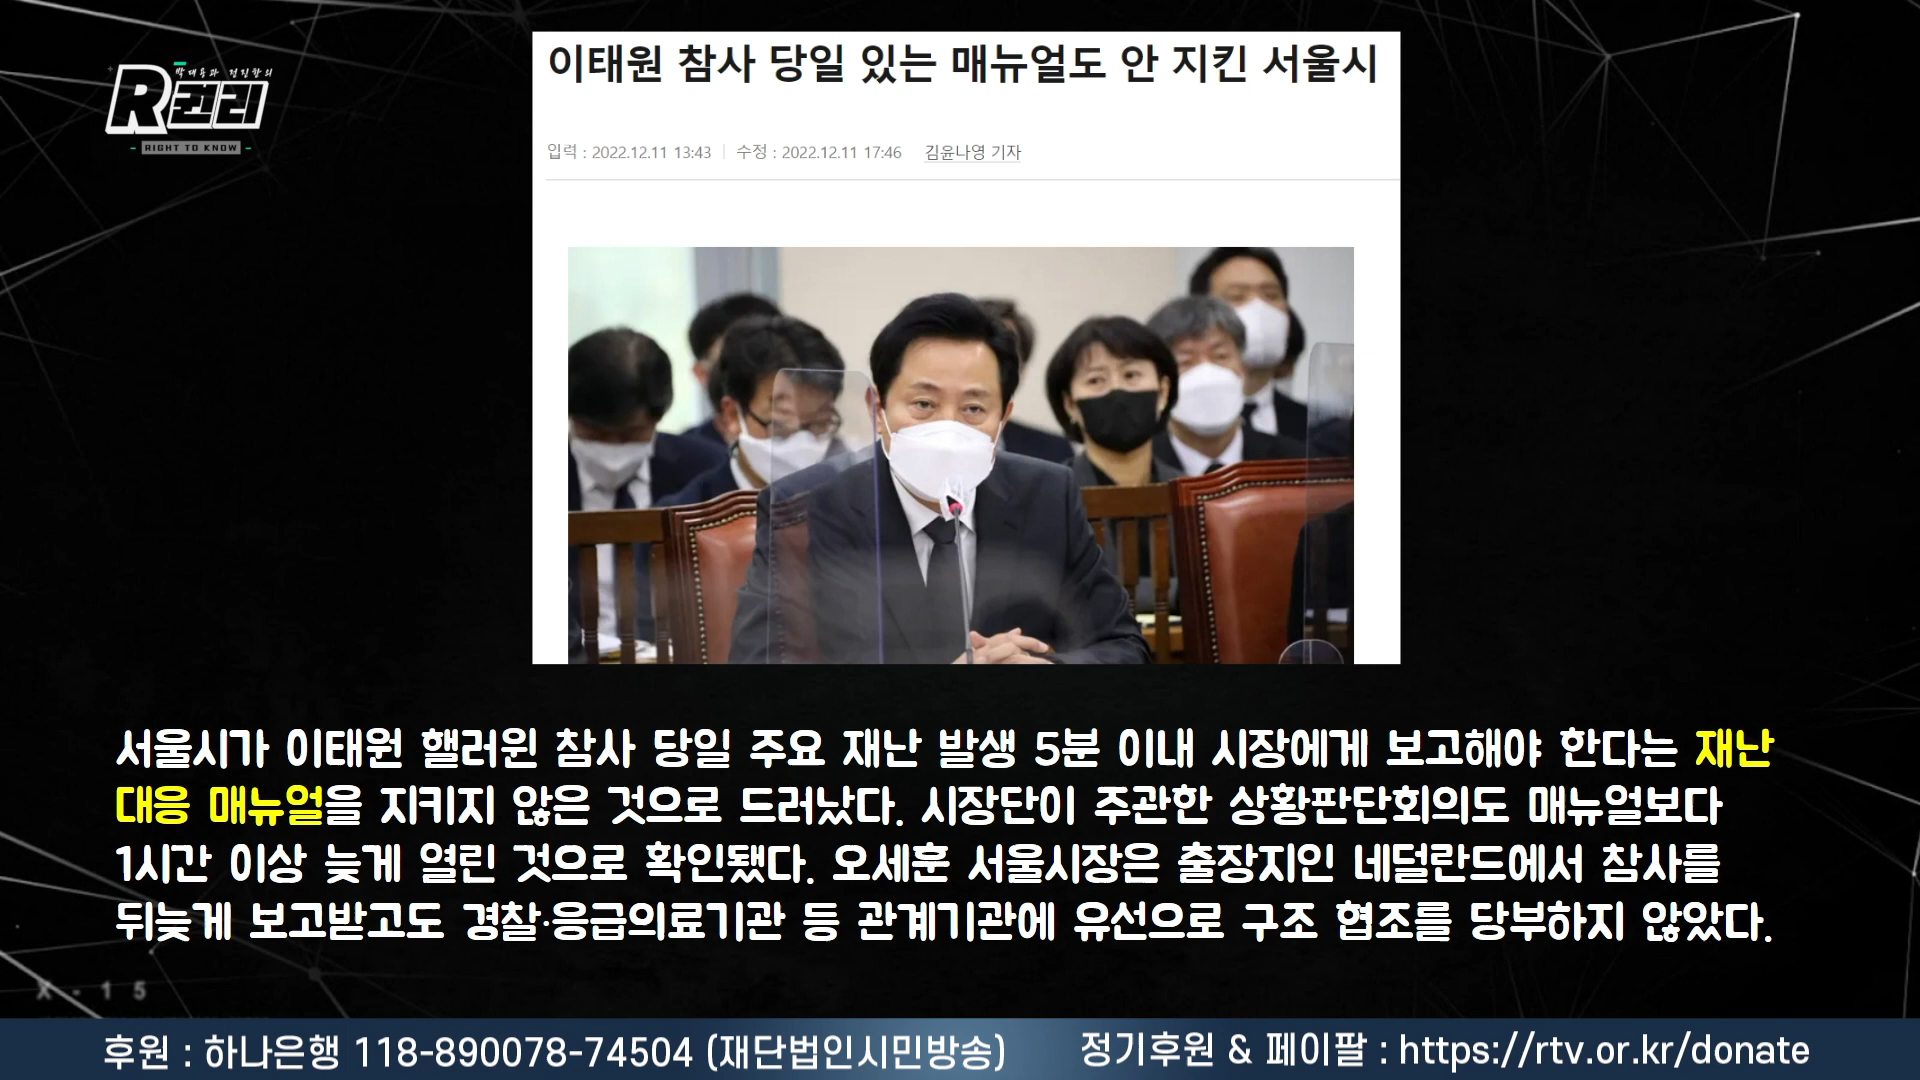 박대용과 정진항의
R권리
RIGHT TO KNOW
이태원 참사 당일 있는 매뉴얼도 안 지킨 서울시
입력 : 2022.12.11 13:43 수정 : 2022.12.11 17:46 김윤나영 기자
서울시가 이태원 핼러윈 참사 당일 주요 재난 발생 5분 이내 시장에게 보고해야 한다는 재난
대응 매뉴얼을 지키지 않은 것으로 드러났다. 시장단이 주관한 상황판단회의도 매뉴얼보다
1시간 이상 늦게 열린 것으로 확인됐다. 오세훈 서울시장은 출장지인 네덜란드에서 참사를
뒤늦게 보고받고도 경찰·응급의료기관 등 관계기관에 유선으로 구조 협조를 당부하지 않았다.
X - 1 5
후원 : 하나은행 118-890078-74504 (재단법인시민방송) 정기후원 & 페이팔 : https://rtv.or.kr/donate